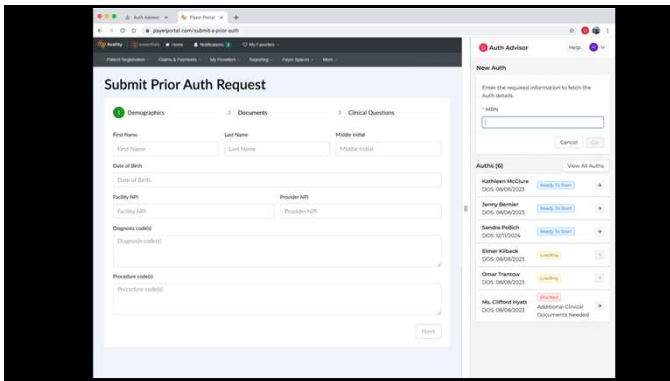 Auth Advisor
Payer Portal
payerportal.com/submit-a-prior-auth
Availity
Home
Notifications
My Favorites
Patient Registration
Claims & Payments
My Providers
Reporting
Payer Spaces
More
Submit Prior Auth Request
1 Demographics
2 Documents
3 Clinical Questions
First Name
Last Name
Middle Initial
First Name
Last Name
Middle Initial
Date of Birth
Date of Birth
Facility NPI
Provider NPI
Facility NPI
Provider NPI
Diagnosis code(s)
Diagnosis code(s)
Procedure code(s)
Procedure code(s)
Next
Auth Advisor
Help
New Auth
Enter the required information to fetch the
Auth details.
* MRN
Cancel
Go
Auths (6)
View All Auths
Kathleen McClure
DOS: 08/08/2023
Ready To Start
Jenny Bernier
DOS: 08/08/2023
Ready To Start
Sondra Pollich
DOS: 12/11/2024
Ready To Start
Elmer Kilback
DOS: 08/08/2023
Loading
Omar Trantow
DOS: 08/08/2023
Loading
Ms. Clifford Hyatt
DOS: 08/08/2023
Blocked
Additional Clinical
Documents Needed